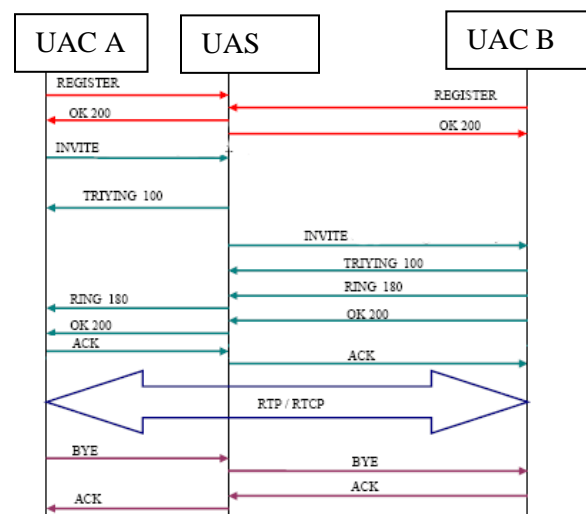 UAC A
UAS
UAC B
REGISTER
REGISTER
OK 200
OK 200
INVITE
TRIYING 100
INVITE
TRIYING 100
RING 180
RING 180
OK 200
OK 200
ACK
ACK
RTP / RTCP
BYE
BYE
ACK
ACK